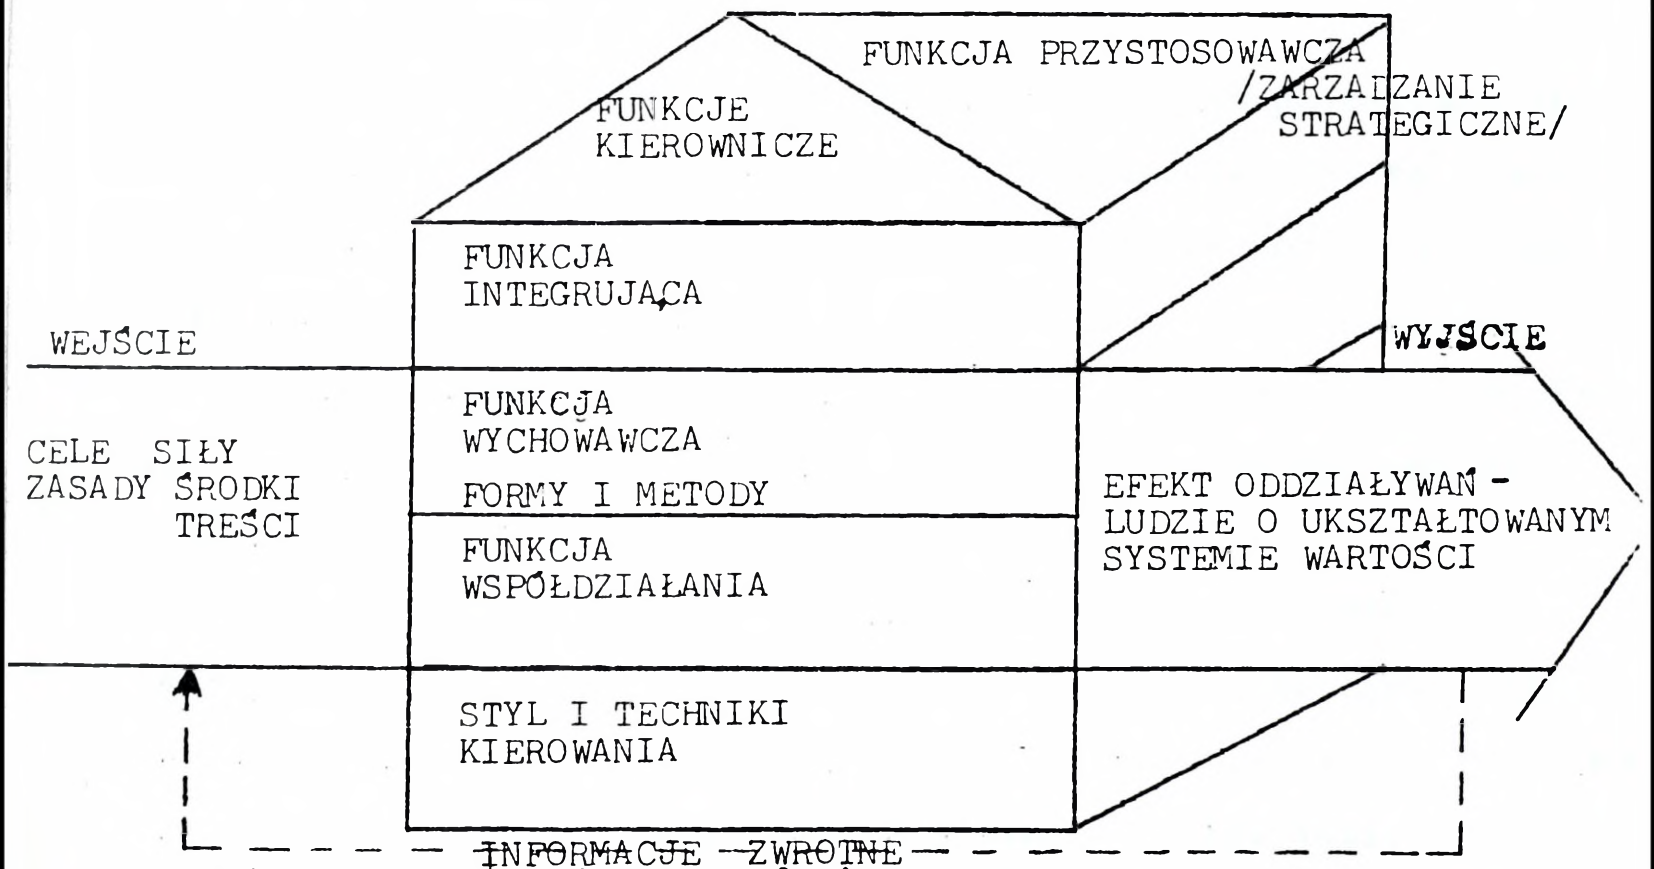 FUNKCJA PRZYSTOSOWAWCZA
/ZARZADZANIE
STRATEGICZNE/
FUNKCJE
KIEROWNICZE
FUNKCJA
INTEGRUJĄCA
WEJŚCIE
WYJŚCIE
FUNKCJA
WYCHOWAWCZA
FORMY I METODY
CELE SIŁY
ZASADY ŚRODKI
TREŚCI
EFEKT ODDZIAŁYWAŃ -
LUDZIE O UKSZTAŁTOWANYM
SYSTEMIE WARTOŚCI
FUNKCJA
WSPÓŁDZIAŁANIA
STYL I TECHNIKI
KIEROWANIA
INFORMACJE ZWROTNE